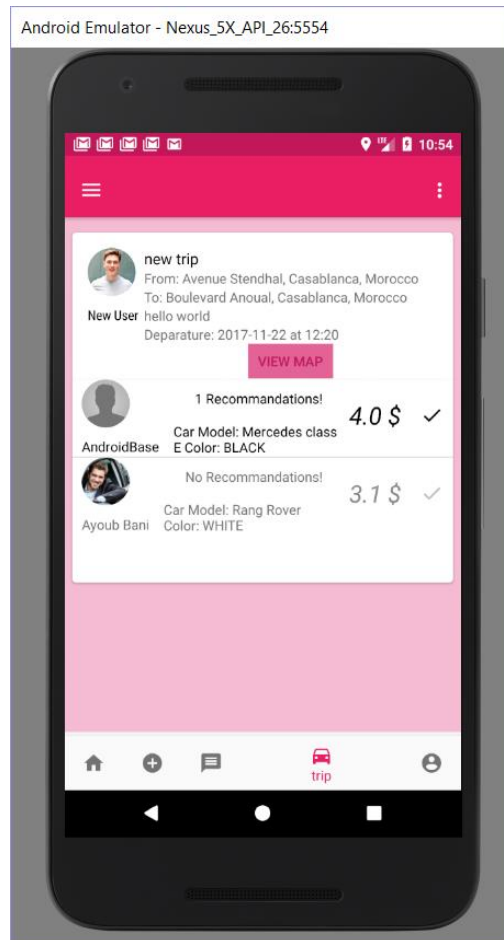 Android Emulator - Nexus_5X_API_26:5554
LTE 10:54
new trip
From: Avenue Stendhal, Casablanca, Morocco
To: Boulevard Anoual, Casablanca, Morocco
New User hello world
Deparature: 2017-11-22 at 12:20
VIEW MAP
1 Recommandations!
4.0 $
Car Model: Mercedes class
AndroidBase E Color: BLACK
No Recommandations!
3.1 $
Car Model: Rang Rover
Ayoub Bani Color: WHITE
trip